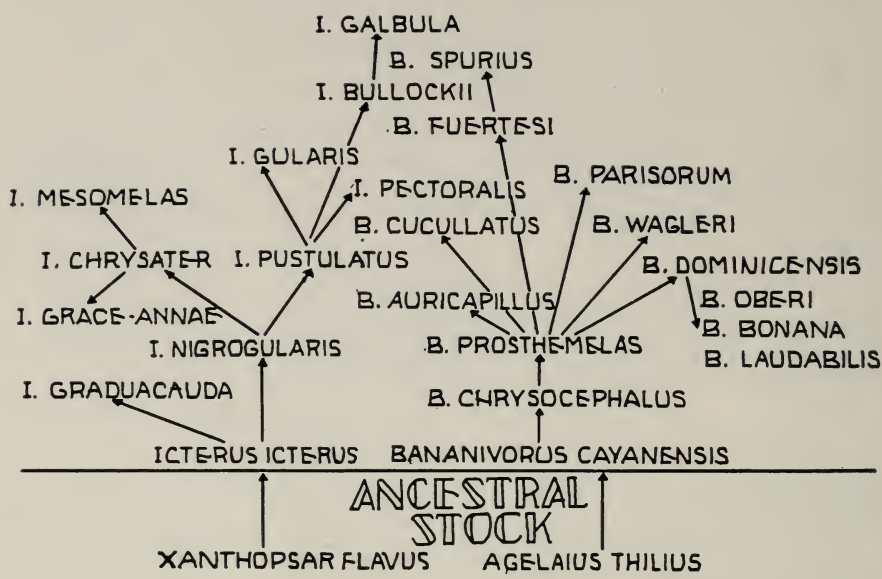 I. GALBULA
B. SPURIUS
I. BULLOCKII
B. FUERTESI
I. GULARIS
I. PECTORALIS
B. PARISORUM
I. MESOMELAS
B. CUCULLATUS
B. WAGLERI
I. CHRYSATER
I. PUSTULATUS
B. DOMINICENSIS
B. AURICAPILLUS
B. OBERI
I. GRACE-ANNAE
B. BONANA
I. NIGROGULARIS
B. PROSTHEMELAS
B. LAUDABILIS
I. GRADUACAUDA
B. CHRYSOCEPHALUS
ICTERUS ICTERUS
BANANIVORUS CAYANENSIS
ANCESTRAL
STOCK
XANTHOPSAR FLAVUS
AGELAIUS THILIUS